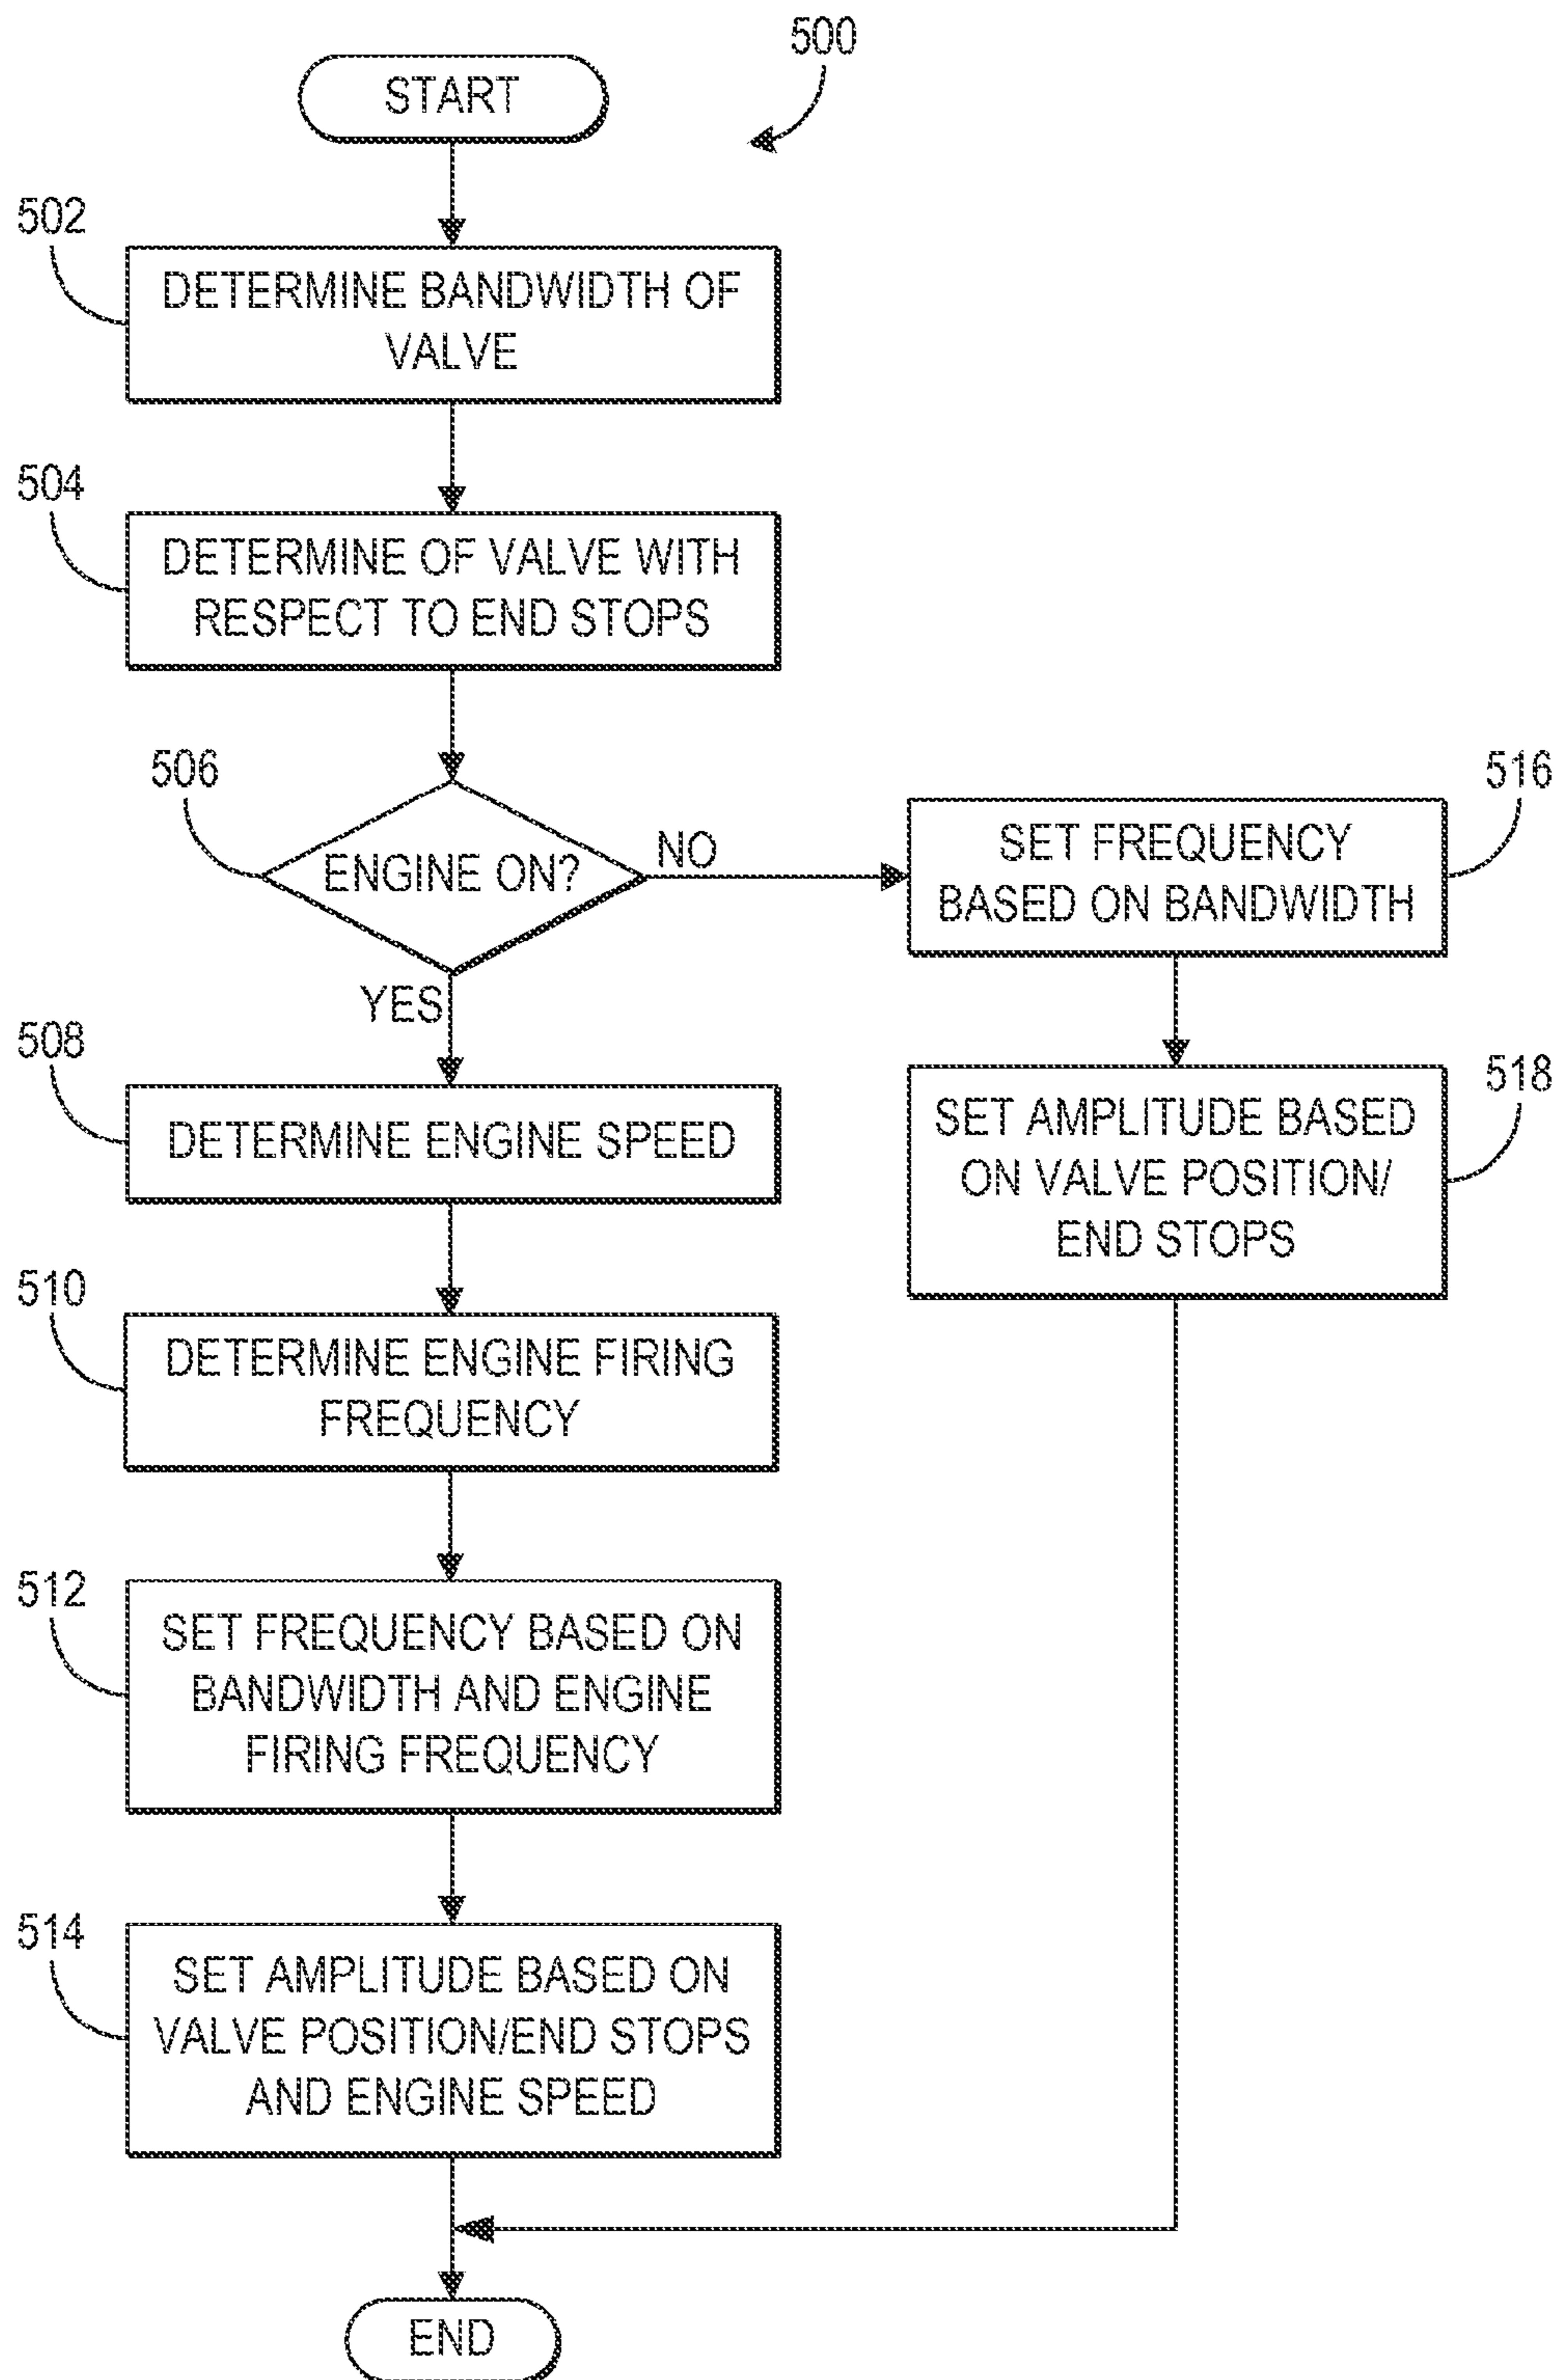 500
START
502
DETERMINE BANDWIDTH OF
VALVE
504
DETERMINE OF VALVE WITH
RESPECT TO END STOPS
506
ENGINE ON?
NO
YES
516
SET FREQUENCY
BASED ON BANDWIDTH
518
SET AMPLITUDE BASED
ON VALVE POSITION/
END STOPS
508
DETERMINE ENGINE SPEED
510
DETERMINE ENGINE FIRING
FREQUENCY
512
SET FREQUENCY BASED ON
BANDWIDTH AND ENGINE
FIRING FREQUENCY
514
SET AMPLITUDE BASED ON
VALVE POSITION/END STOPS
AND ENGINE SPEED
END